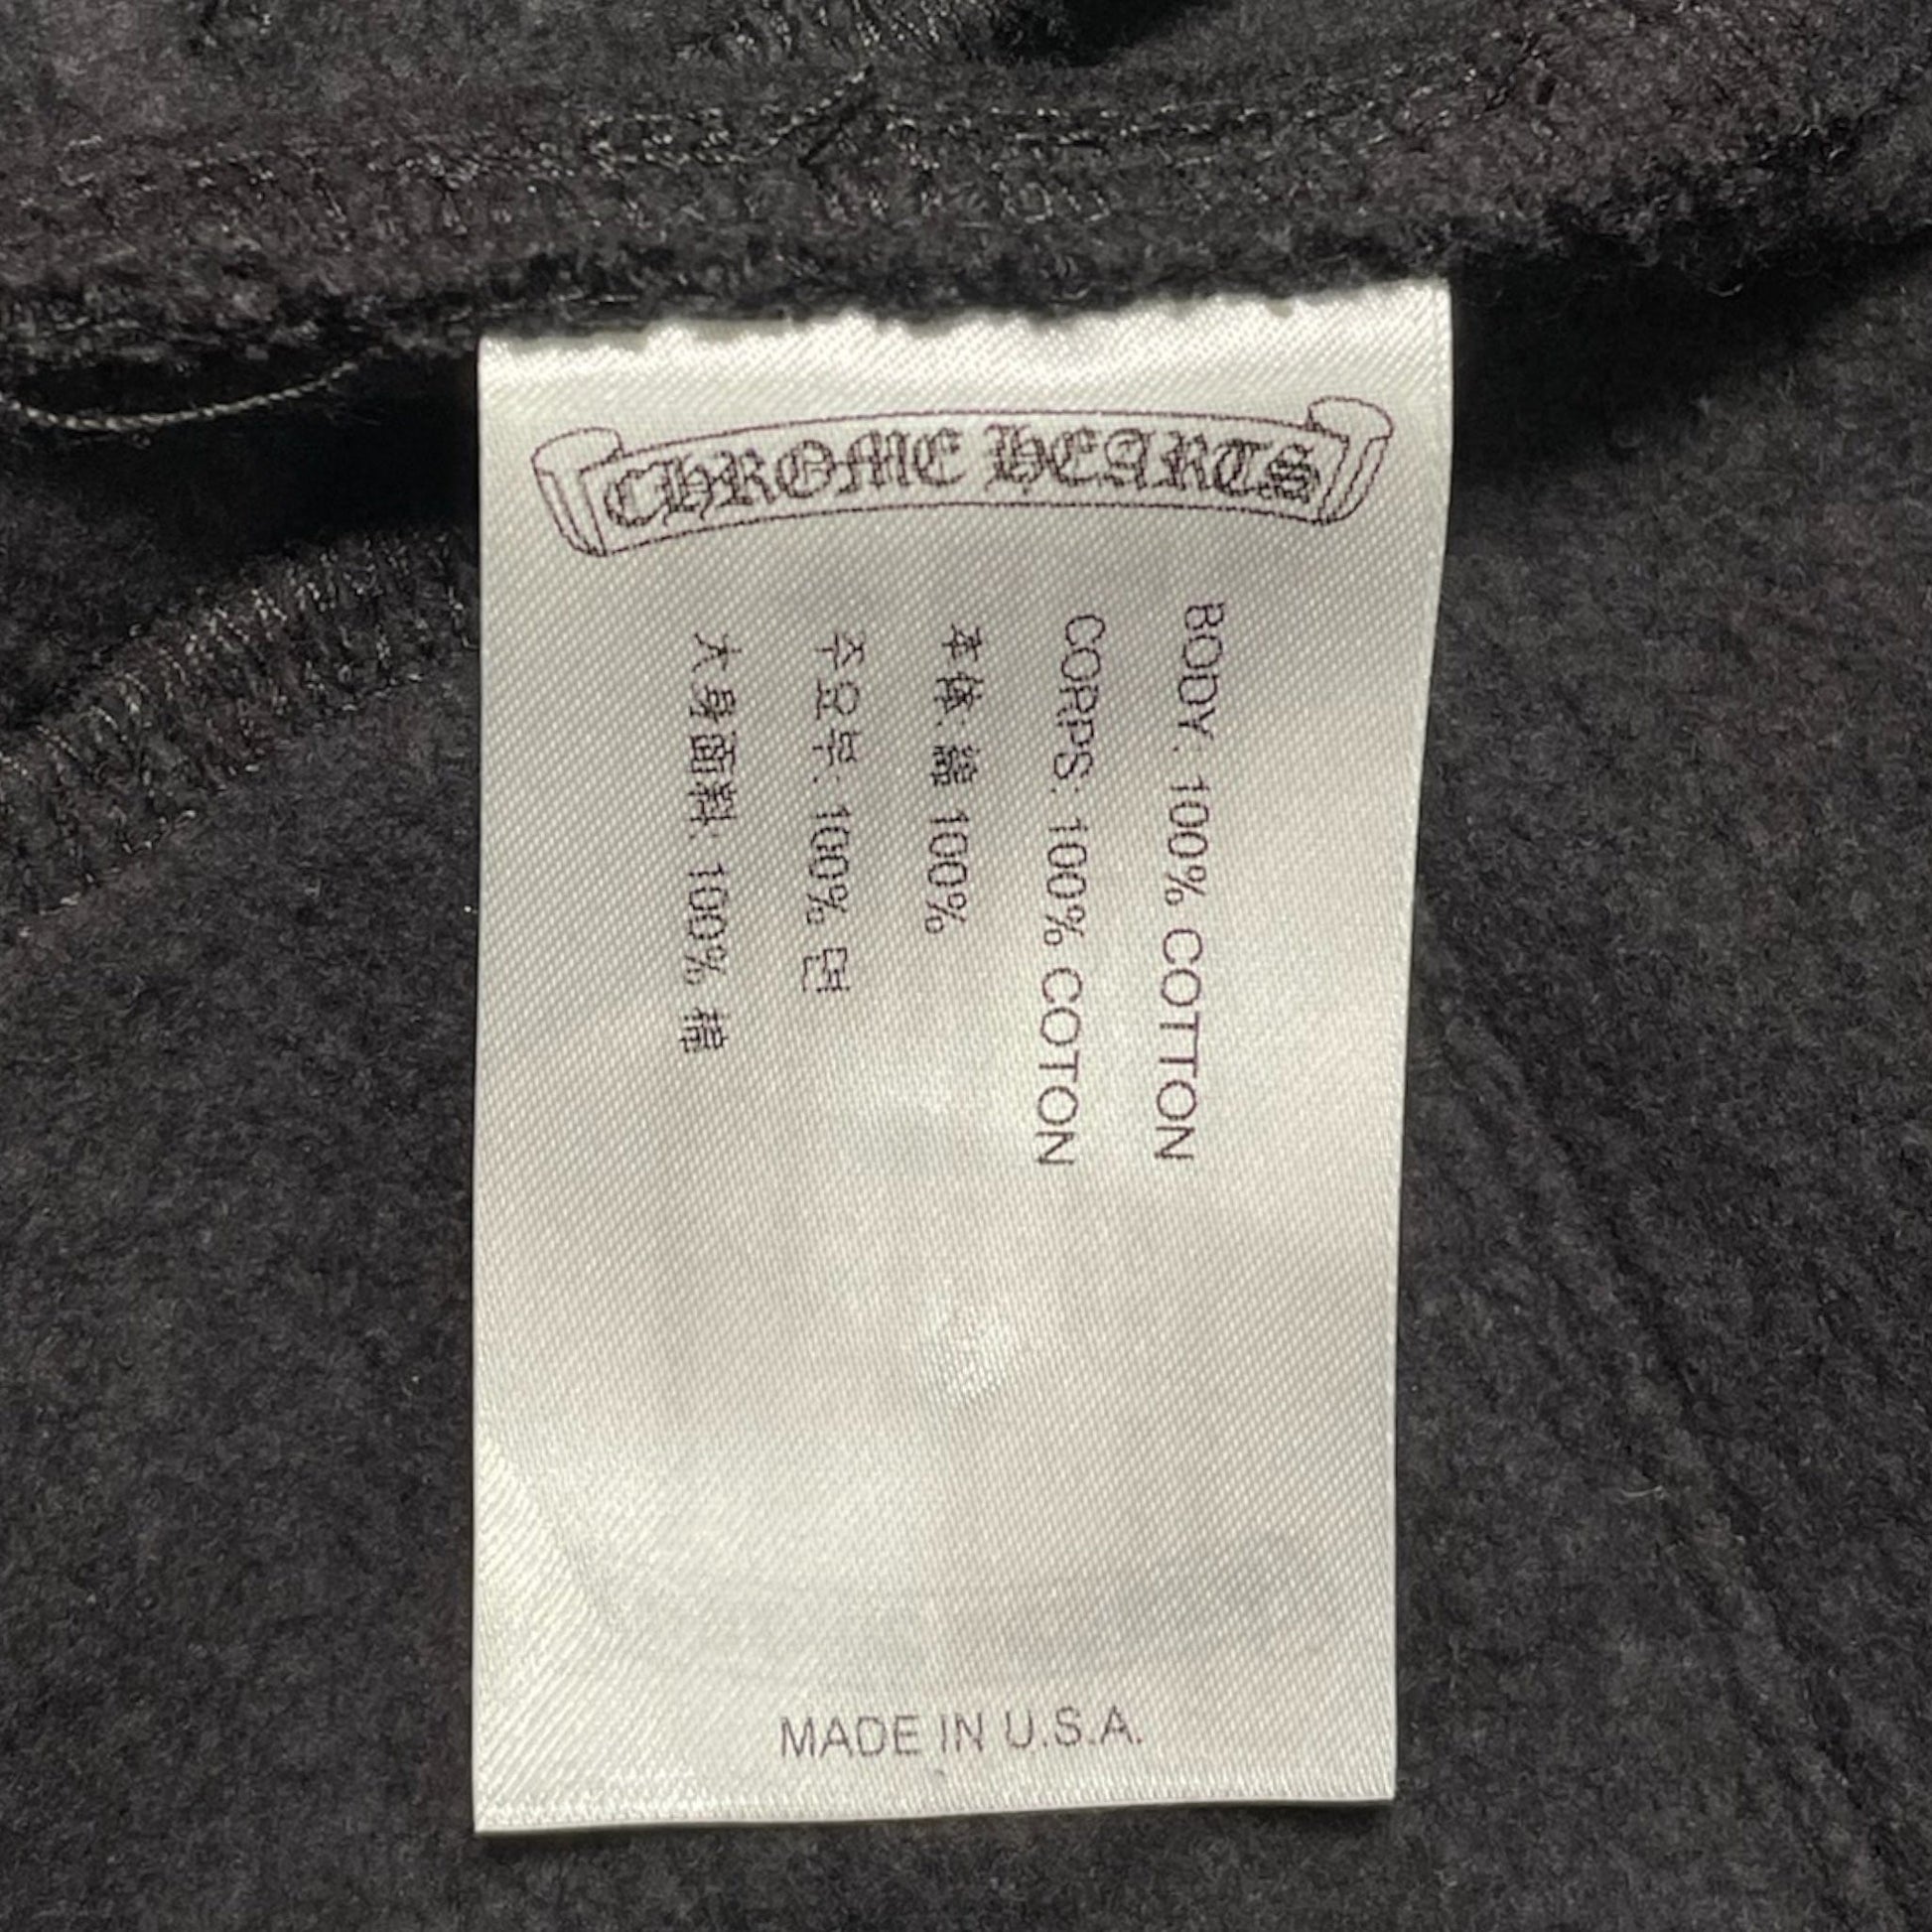 CHROME HEARTS
BODY: 100% COTTON
CORPS: 100% COTON
本体: 綿 100%
주요부: 100% 면
大身面料: 100% 棉
MADE IN U.S.A.